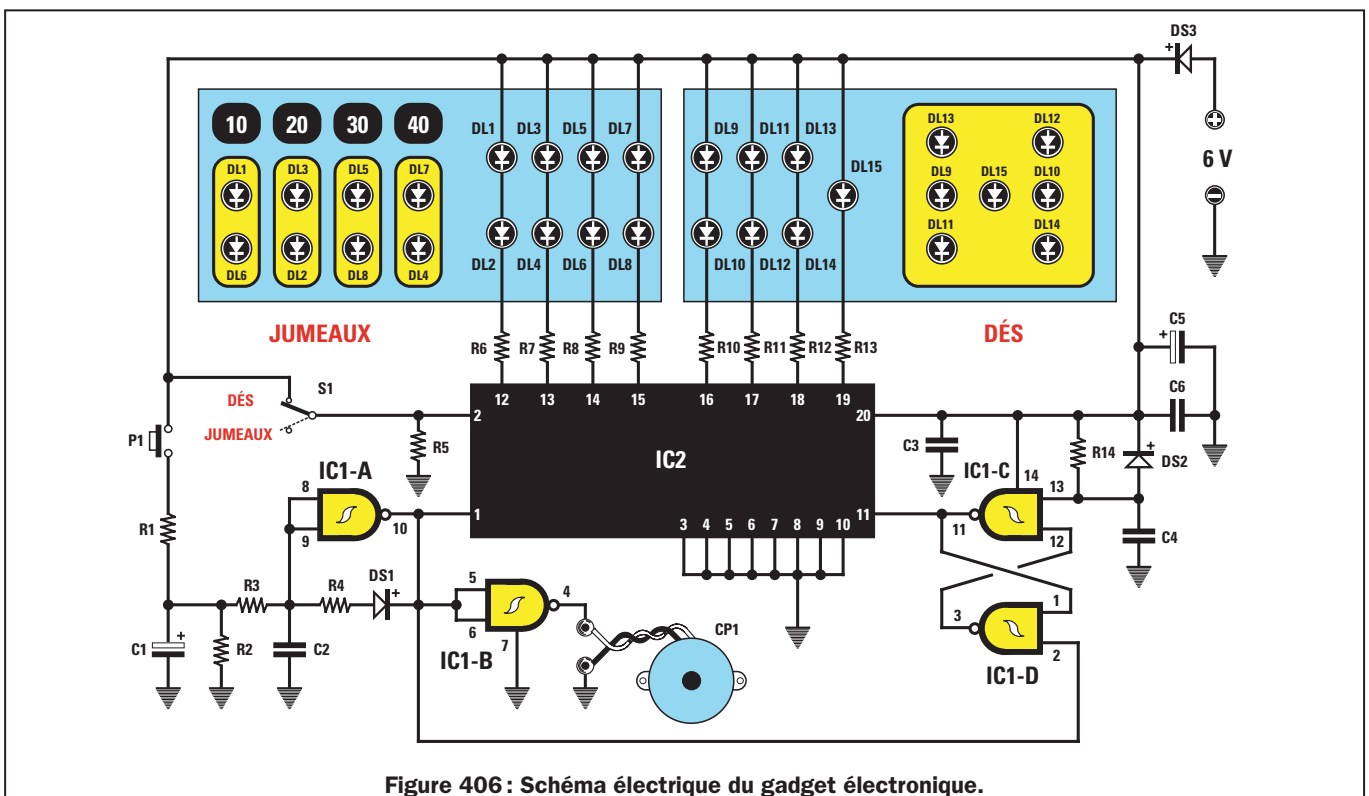 DS3
+
10 20 30 40
DL1 DL3 DL5 DL7
DL6 DL2 DL8 DL4
DL1 DL3 DL5 DL7
DL2 DL4 DL6 DL8
DL9 DL11 DL13
DL15
DL10 DL12 DL14
DL13 DL12
DL9 DL15 DL10
DL11 DL14
6 V
JUMEAUX
DÉS
R6 R7 R8 R9 R10 R11 R12 R13
C5
+
C6
S1
DÉS
JUMEAUX
P1
R5
12 13 14 15 16 17 18 19
2 20
IC2
1 11
3 4 5 6 7 8 9 10
C3
R14
+
DS2
IC1-C
14
13
11
12
C4
IC1-A
8
9
10
R1
R3 R4 DS1
+
C1
+
R2
C2
5
6
4
7
IC1-B
CP1
3
1
2
IC1-D
Figure 406 : Schéma électrique du gadget électronique.